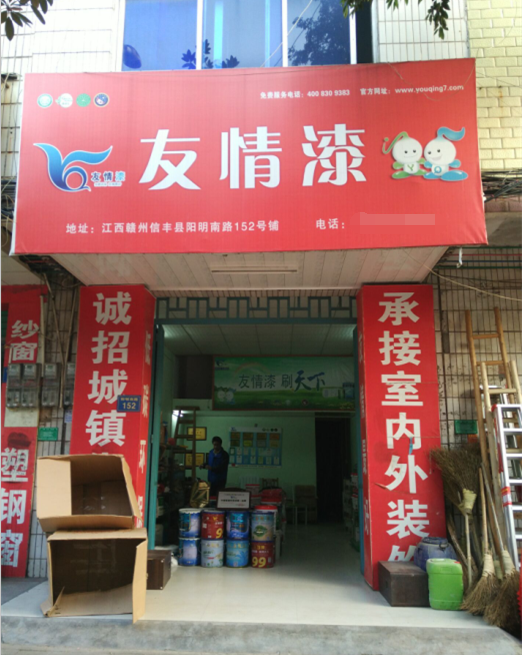 免费服务电话：400 830 9383 官方网址：www.youqing7.com
友情漆
友情漆
地址：江西赣州信丰县阳明南路152号铺 电话：
诚招城镇
承接室内外装修
纱窗
塑钢窗
152
友情漆 刷天下
99